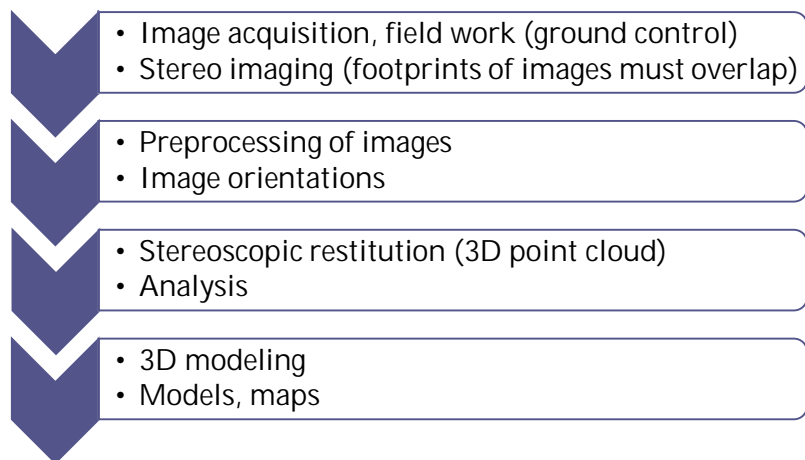 • Image acquisition, field work (ground control)
• Stereo imaging (footprints of images must overlap)
• Preprocessing of images
• Image orientations
• Stereoscopic restitution (3D point cloud)
• Analysis
• 3D modeling
• Models, maps